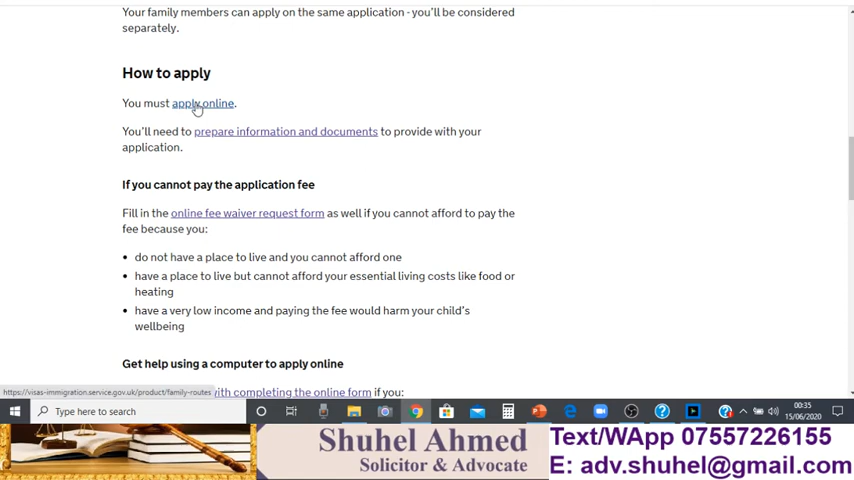 Your family members can apply on the same application - you'll be considered
separately.
How to apply
You must apply online.
You'll need to prepare information and documents to provide with your
application.
If you cannot pay the application fee
Fill in the online fee waiver request form as well if you cannot afford to pay the
fee because you:
• do not have a place to live and you cannot afford one
• have a place to live but cannot afford your essential living costs like food or
heating
• have a very low income and paying the fee would harm your child's
wellbeing
Get help using a computer to apply online
https://visas-immigration.service.gov.uk/product/family-routes
with completing the online form if you:
Type here to search
00:35
15/06/2020
Shuhel Ahmed
Solicitor & Advocate
Text/WApp 07557226155
E: adv.shuhel@gmail.com